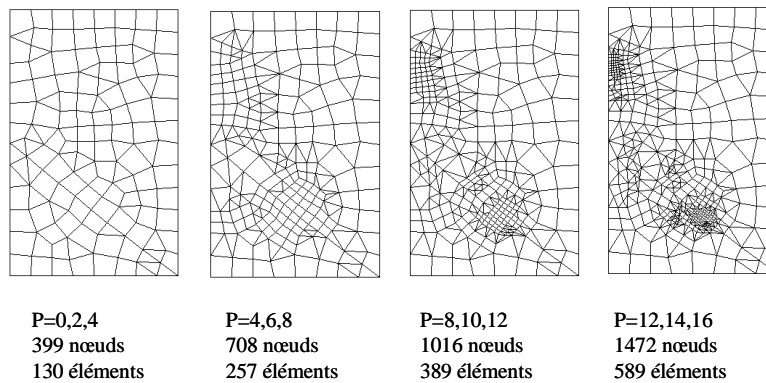 P=0,2,4
399 nœuds
130 éléments
P=4,6,8
708 nœuds
257 éléments
P=8,10,12
1016 nœuds
389 éléments
P=12,14,16
1472 nœuds
589 éléments